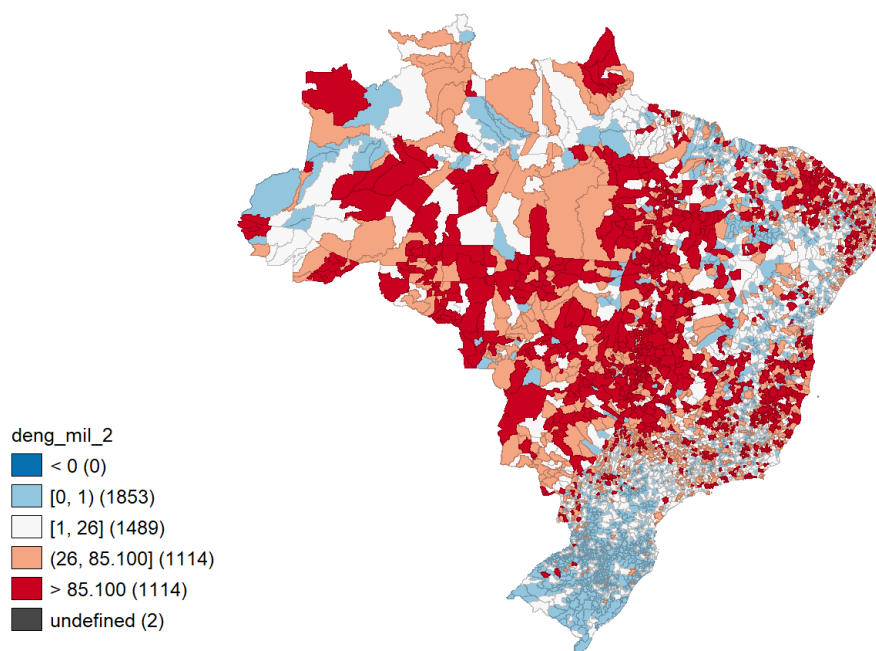 deng_mil_2
< 0 (0)
[0, 1) (1853)
[1, 26] (1489)
(26, 85.100] (1114)
> 85.100 (1114)
undefined (2)